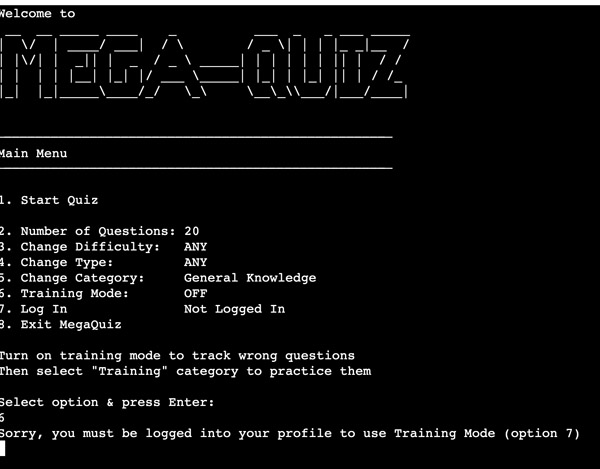 Welcome to
MEGA-QUIZ
Main Menu
1. Start Quiz
2. Number of Questions: 20
3. Change Difficulty: ANY
4. Change Type: ANY
5. Change Category: General Knowledge
6. Training Mode: OFF
7. Log In Not Logged In
8. Exit MegaQuiz
Turn on training mode to track wrong questions
Then select "Training" category to practice them
Select option & press Enter:
6
Sorry, you must be logged into your profile to use Training Mode (option 7)